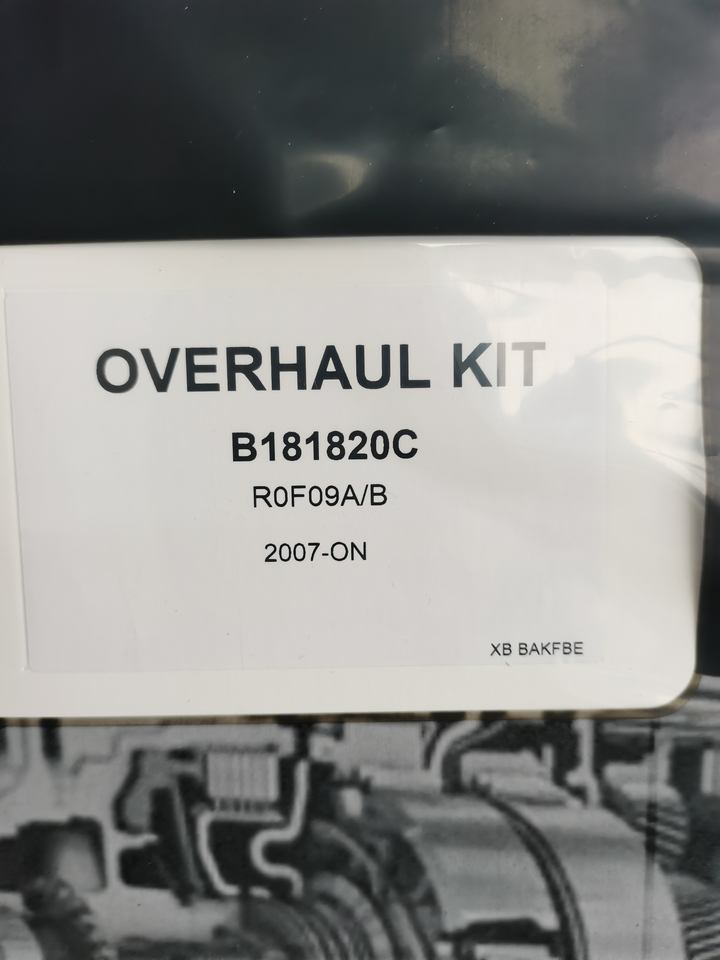 OVERHAUL KIT
B181820C
R0F09A/B
2007-ON
XB BAKFBE